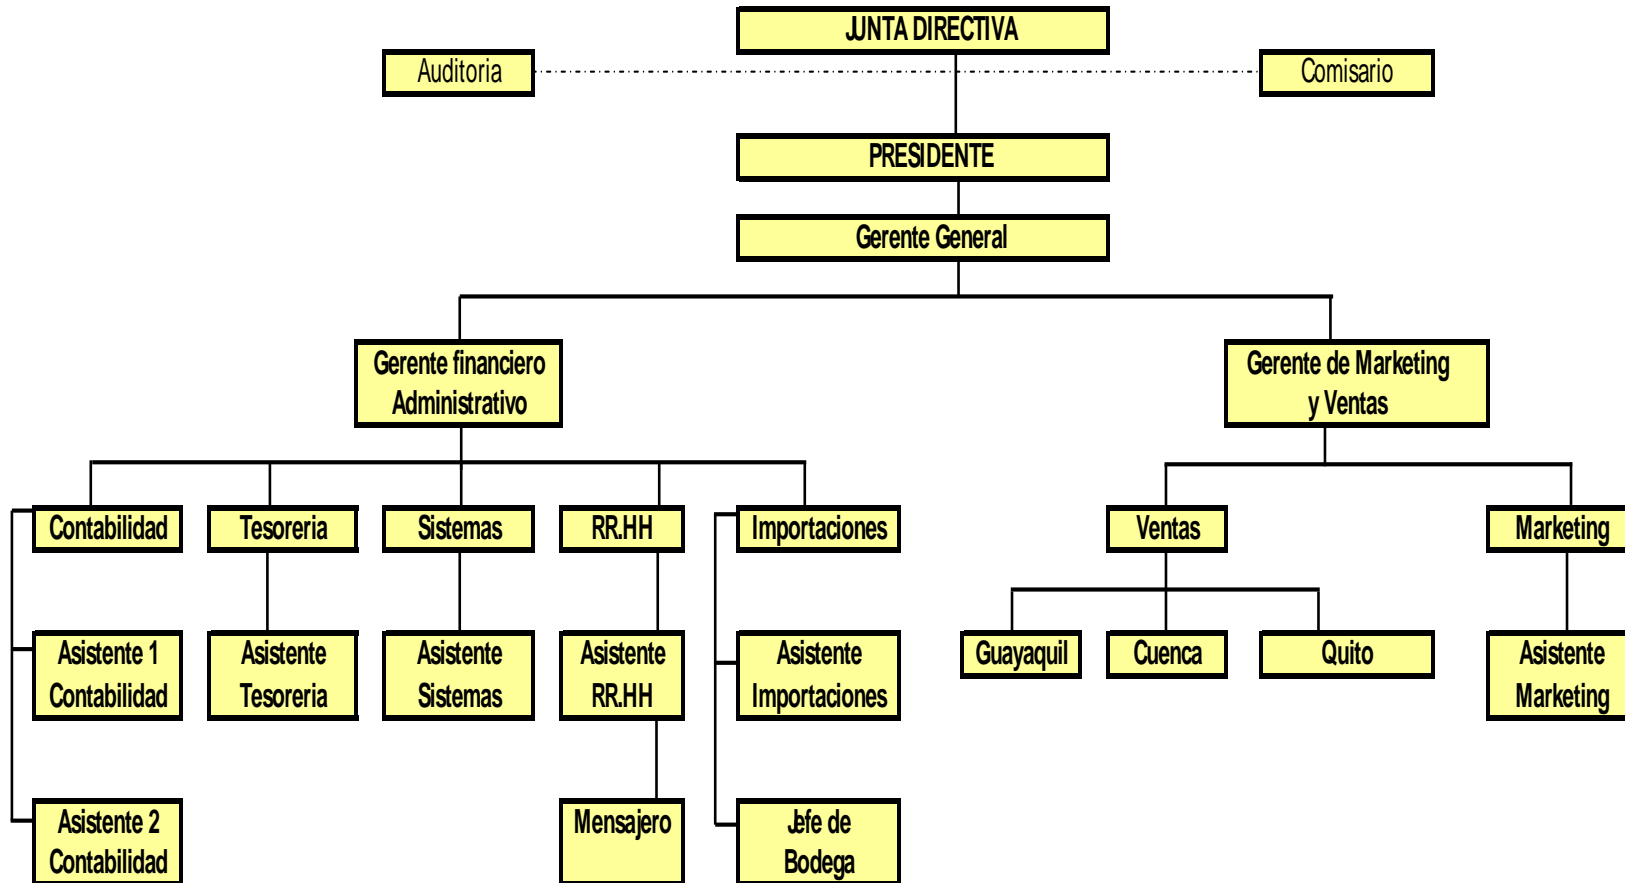 JUNTA DIRECTIVA
Auditoria
Comisario
PRESIDENTE
Gerente General
Gerente financiero
Administrativo
Gerente de Marketing
y Ventas
Contabilidad
Tesoreria
Sistemas
RR.HH
Importaciones
Ventas
Marketing
Asistente 1
Contabilidad
Asistente
Tesoreria
Asistente
Sistemas
Asistente
RR.HH
Asistente
Importaciones
Guayaquil
Cuenca
Quito
Asistente
Marketing
Asistente 2
Contabilidad
Mensajero
Jefe de
Bodega